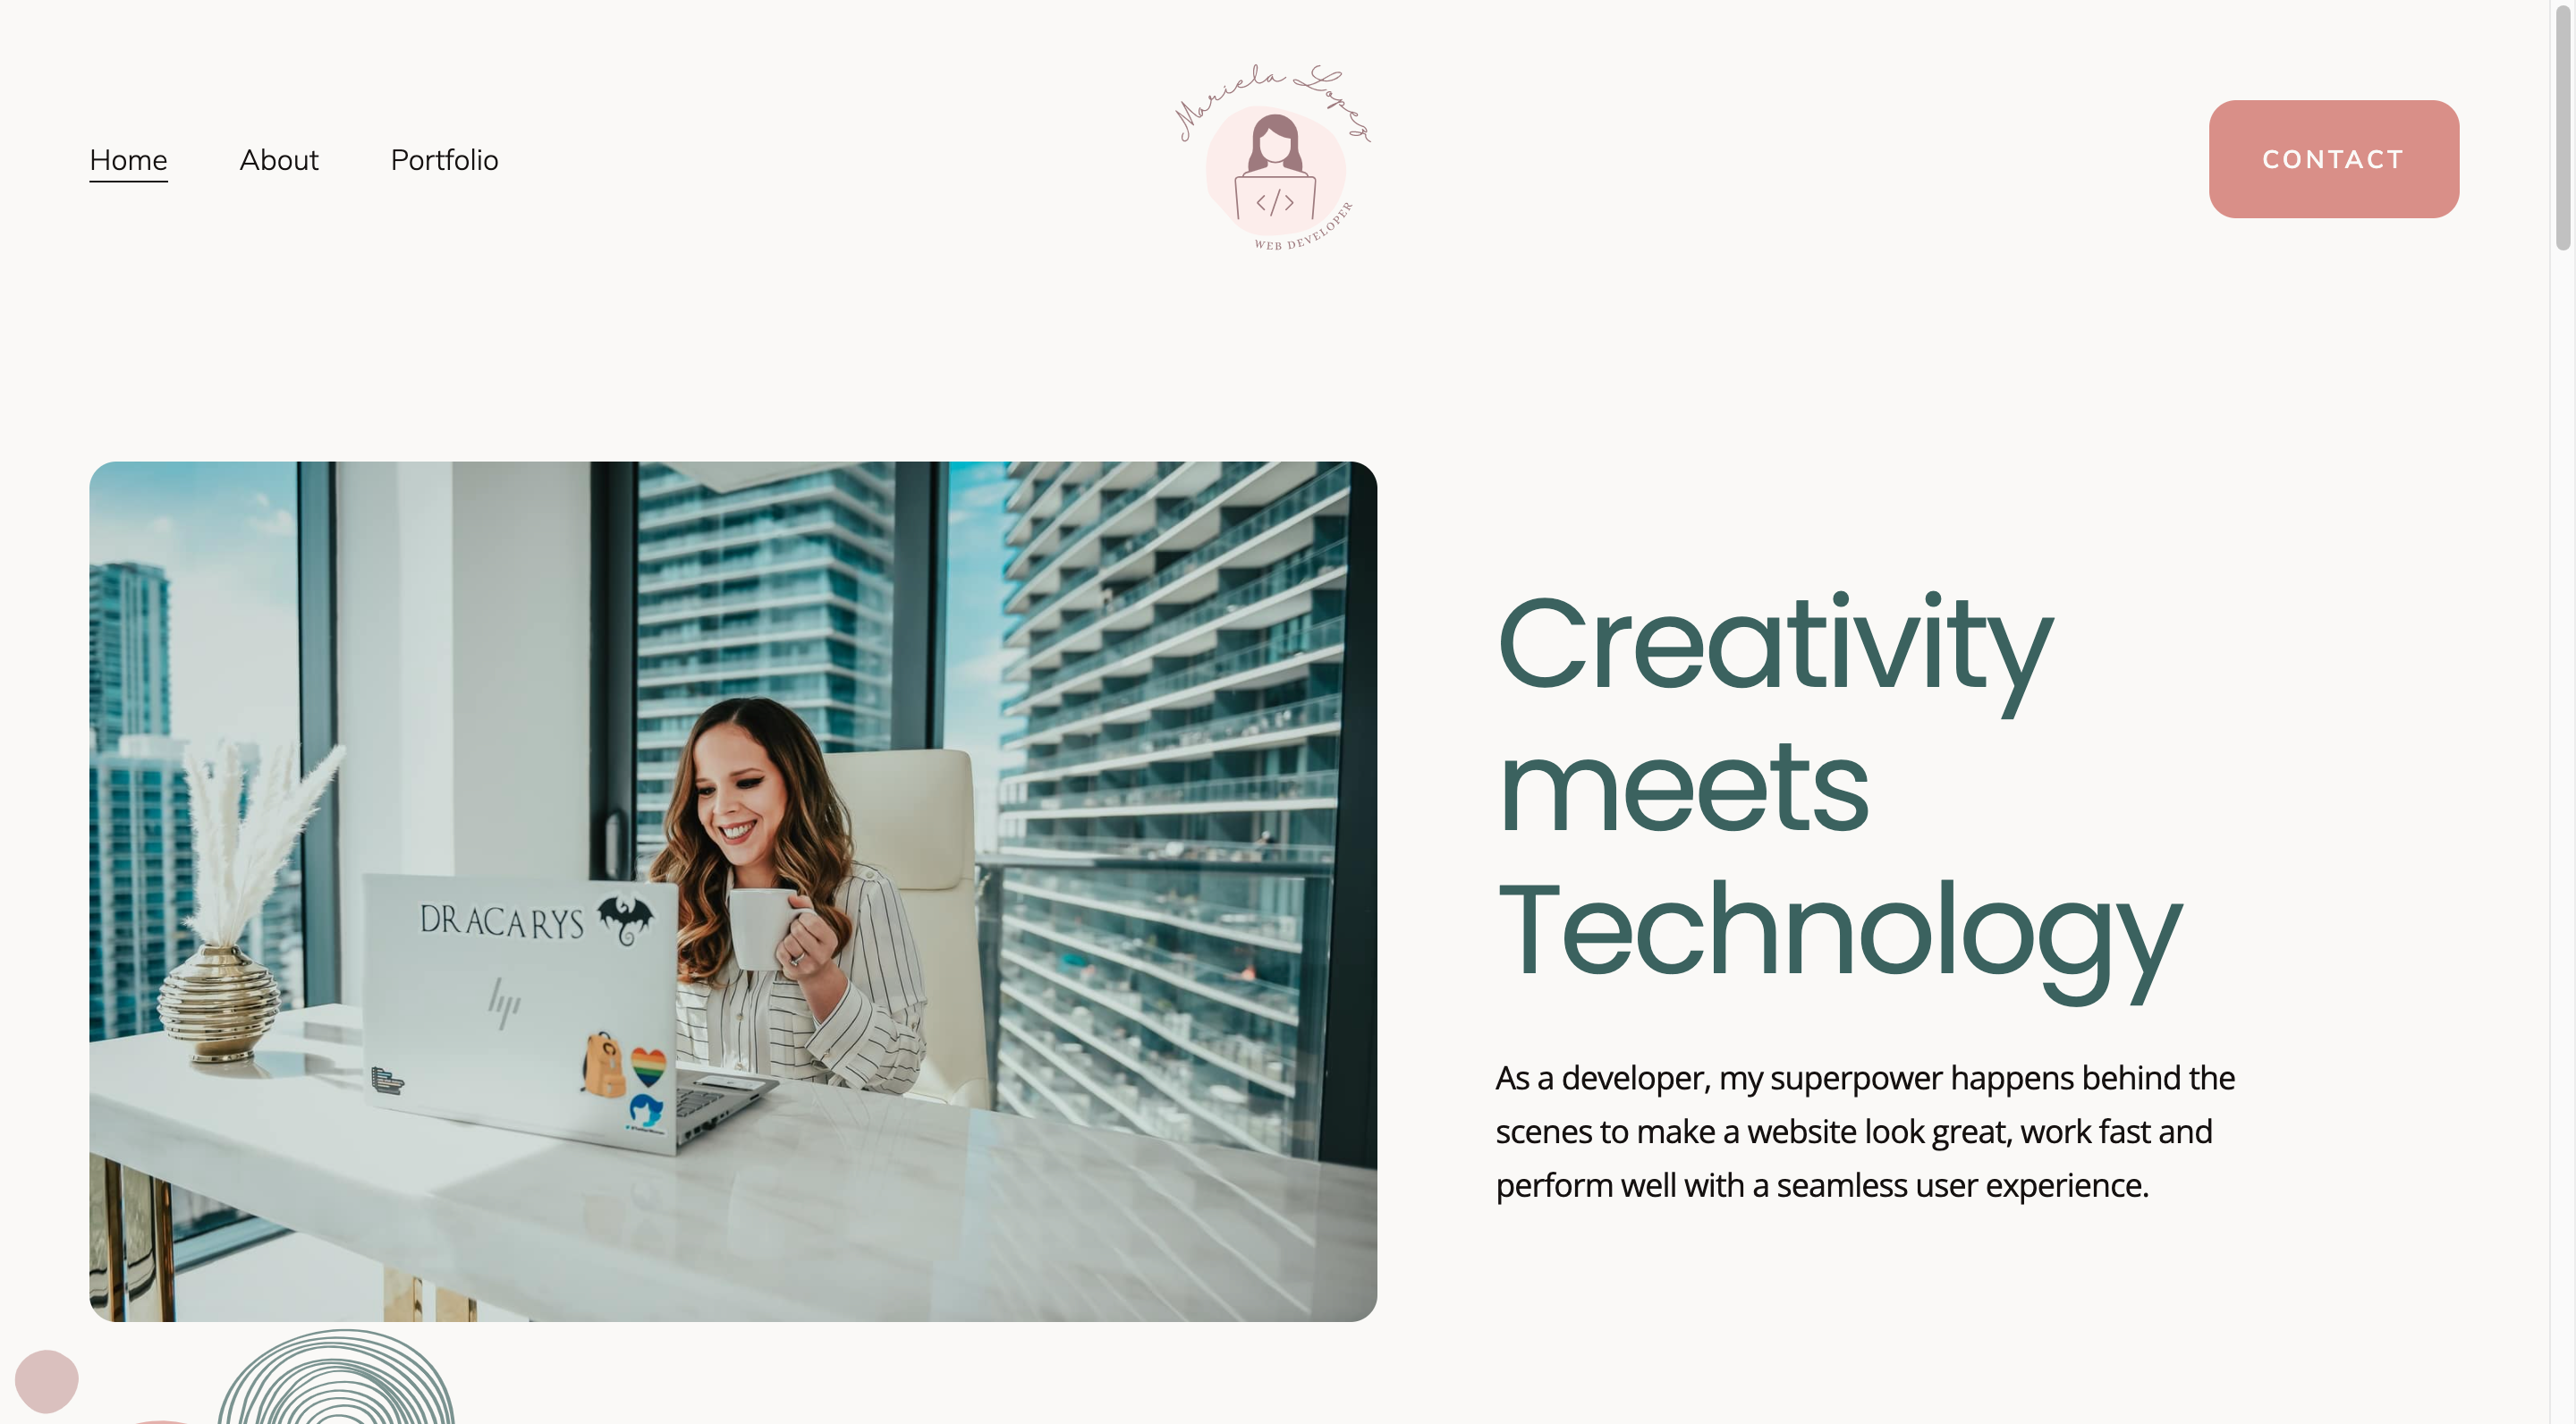 Home
About
Portfolio
Mariela Lopez
</>
WEB DEVELOPER
CONTACT
DRACARYS
hp
Creativity
meets
Technology
As a developer, my superpower happens behind the
scenes to make a website look great, work fast and
perform well with a seamless user experience.